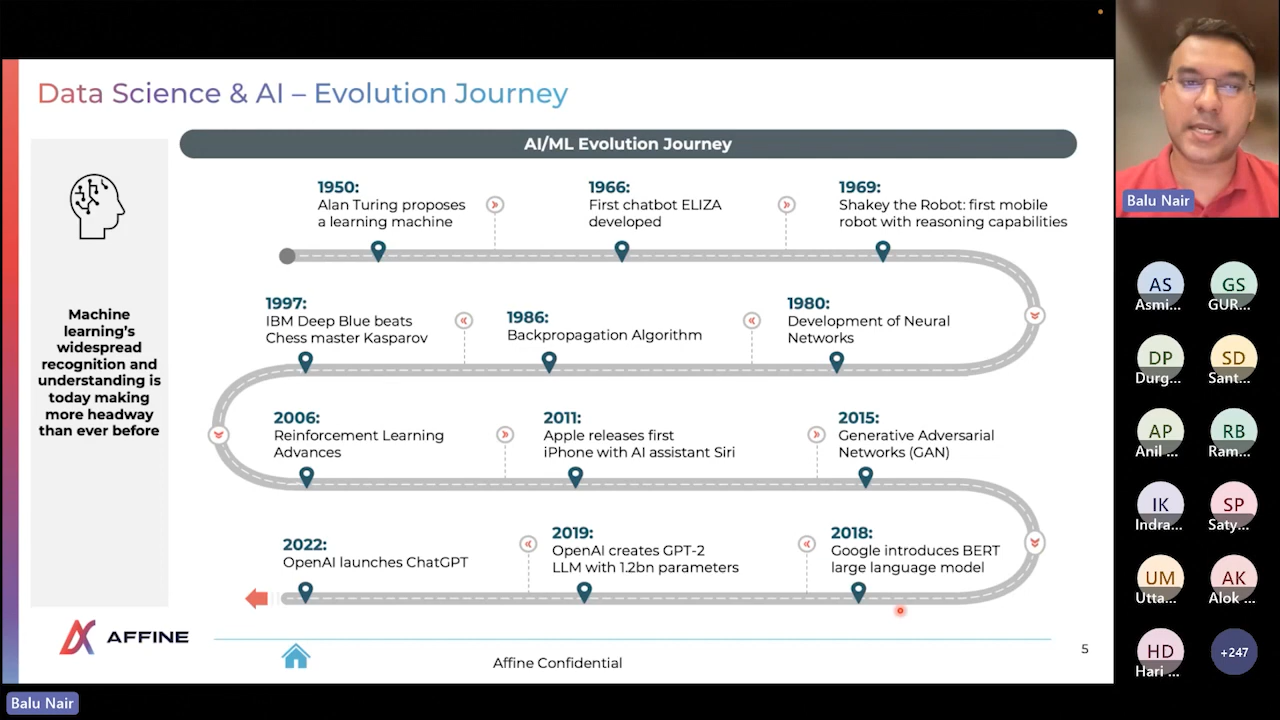 Data Science & AI – Evolution Journey
AI/ML Evolution Journey
Machine
learning's
widespread
recognition and
understanding is
today making
more headway
than ever before
1950:
Alan Turing proposes
a learning machine
1966:
First chatbot ELIZA
developed
1969:
Shakey the Robot: first mobile
robot with reasoning capabilities
1980:
Development of Neural
Networks
1986:
Backpropagation Algorithm
1997:
IBM Deep Blue beats
Chess master Kasparov
2006:
Reinforcement Learning
Advances
2011:
Apple releases first
iPhone with AI assistant Siri
2015:
Generative Adversarial
Networks (GAN)
2018:
Google introduces BERT
large language model
2019:
OpenAI creates GPT-2
LLM with 1.2bn parameters
2022:
OpenAI launches ChatGPT
AFFINE
Affine Confidential
5
Balu Nair
AS
Asmi...
GS
GUR...
DP
Durg...
SD
Sant...
AP
Anil ...
RB
Ram...
IK
Indra...
SP
Saty...
UM
Utta...
AK
Alok ...
HD
Hari ...
+247
Balu Nair